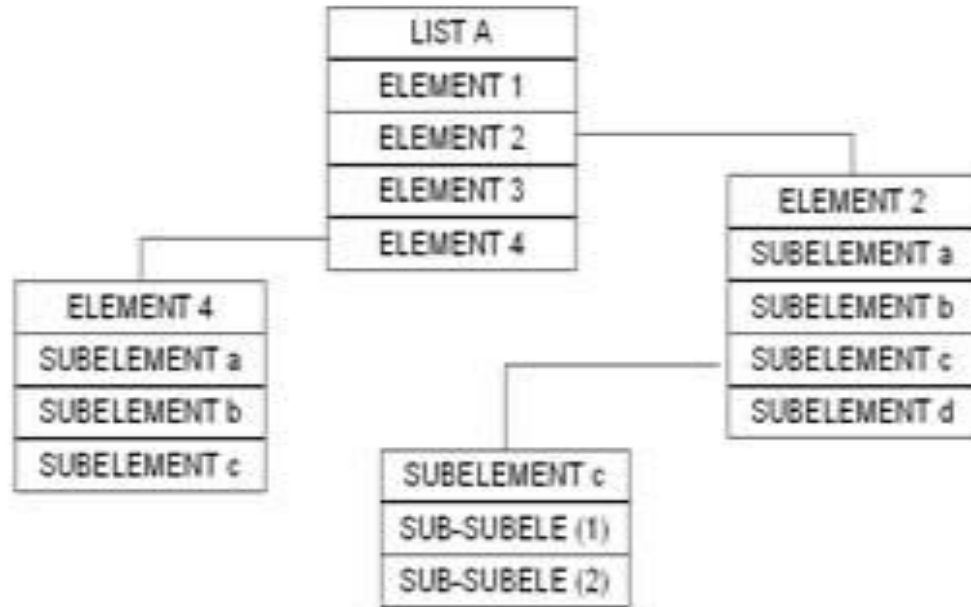 LIST A
ELEMENT 1
ELEMENT 2
ELEMENT 3
ELEMENT 4
ELEMENT 2
SUBELEMENT a
SUBELEMENT b
SUBELEMENT c
SUBELEMENT d
ELEMENT 4
SUBELEMENT a
SUBELEMENT b
SUBELEMENT c
SUBELEMENT c
SUB-SUBELE (1)
SUB-SUBELE (2)